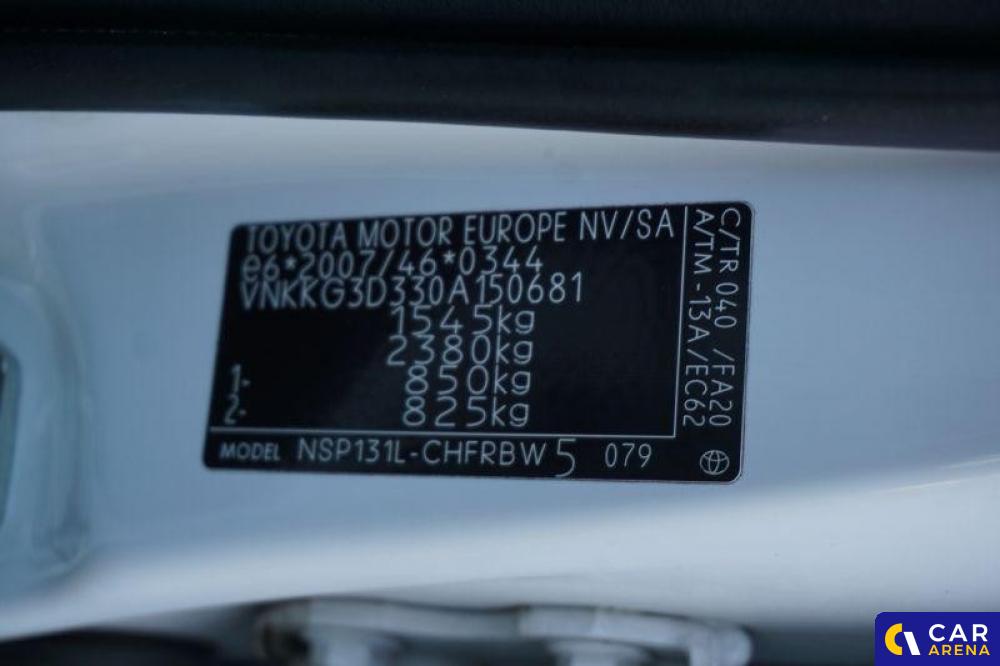 TOYOTA MOTOR EUROPE NV/SA
e6*2007/46*0344
VNKKG3D330A150681
1545kg
2380kg
1- 850kg
2- 825kg
MODEL NSP131L-CHFRBW 5 079
C/TR 040 /FA20
A/TM -13A/EC62
CAR
ARENA